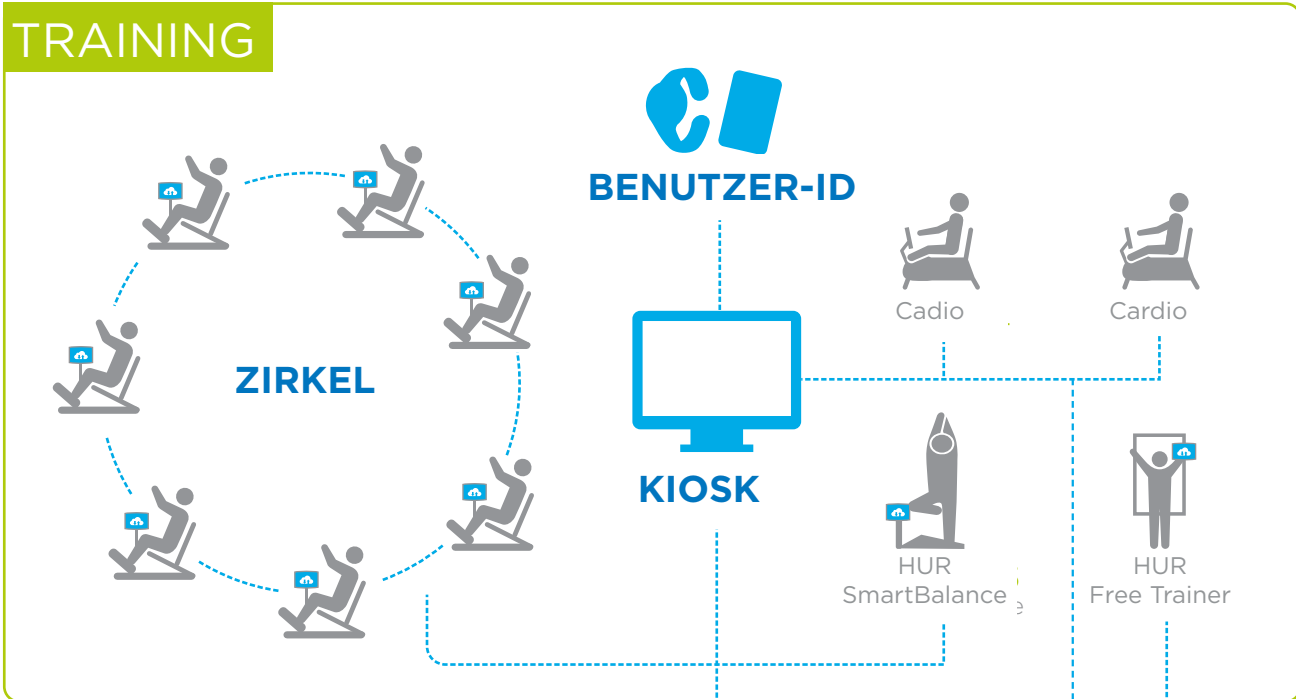 TRAINING
BENUTZER-ID
Cadio
Cardio
ZIRKEL
KIOSK
HUR
SmartBalance
HUR
Free Trainer